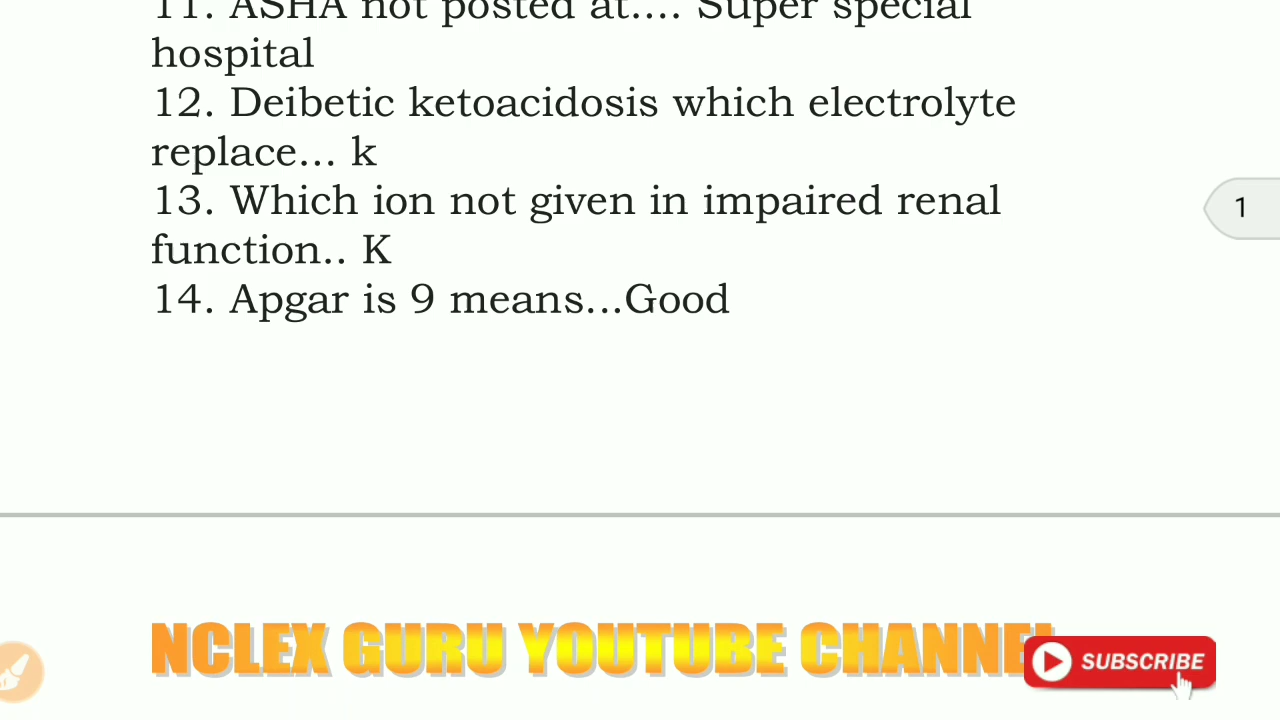 11. ASHA not posted at.... Super special
hospital
12. Deibetic ketoacidosis which electrolyte
replace... k
13. Which ion not given in impaired renal
function.. K
14. Apgar is 9 means...Good
1
NCLEX GURU YOUTUBE CHANNEL
SUBSCRIBE